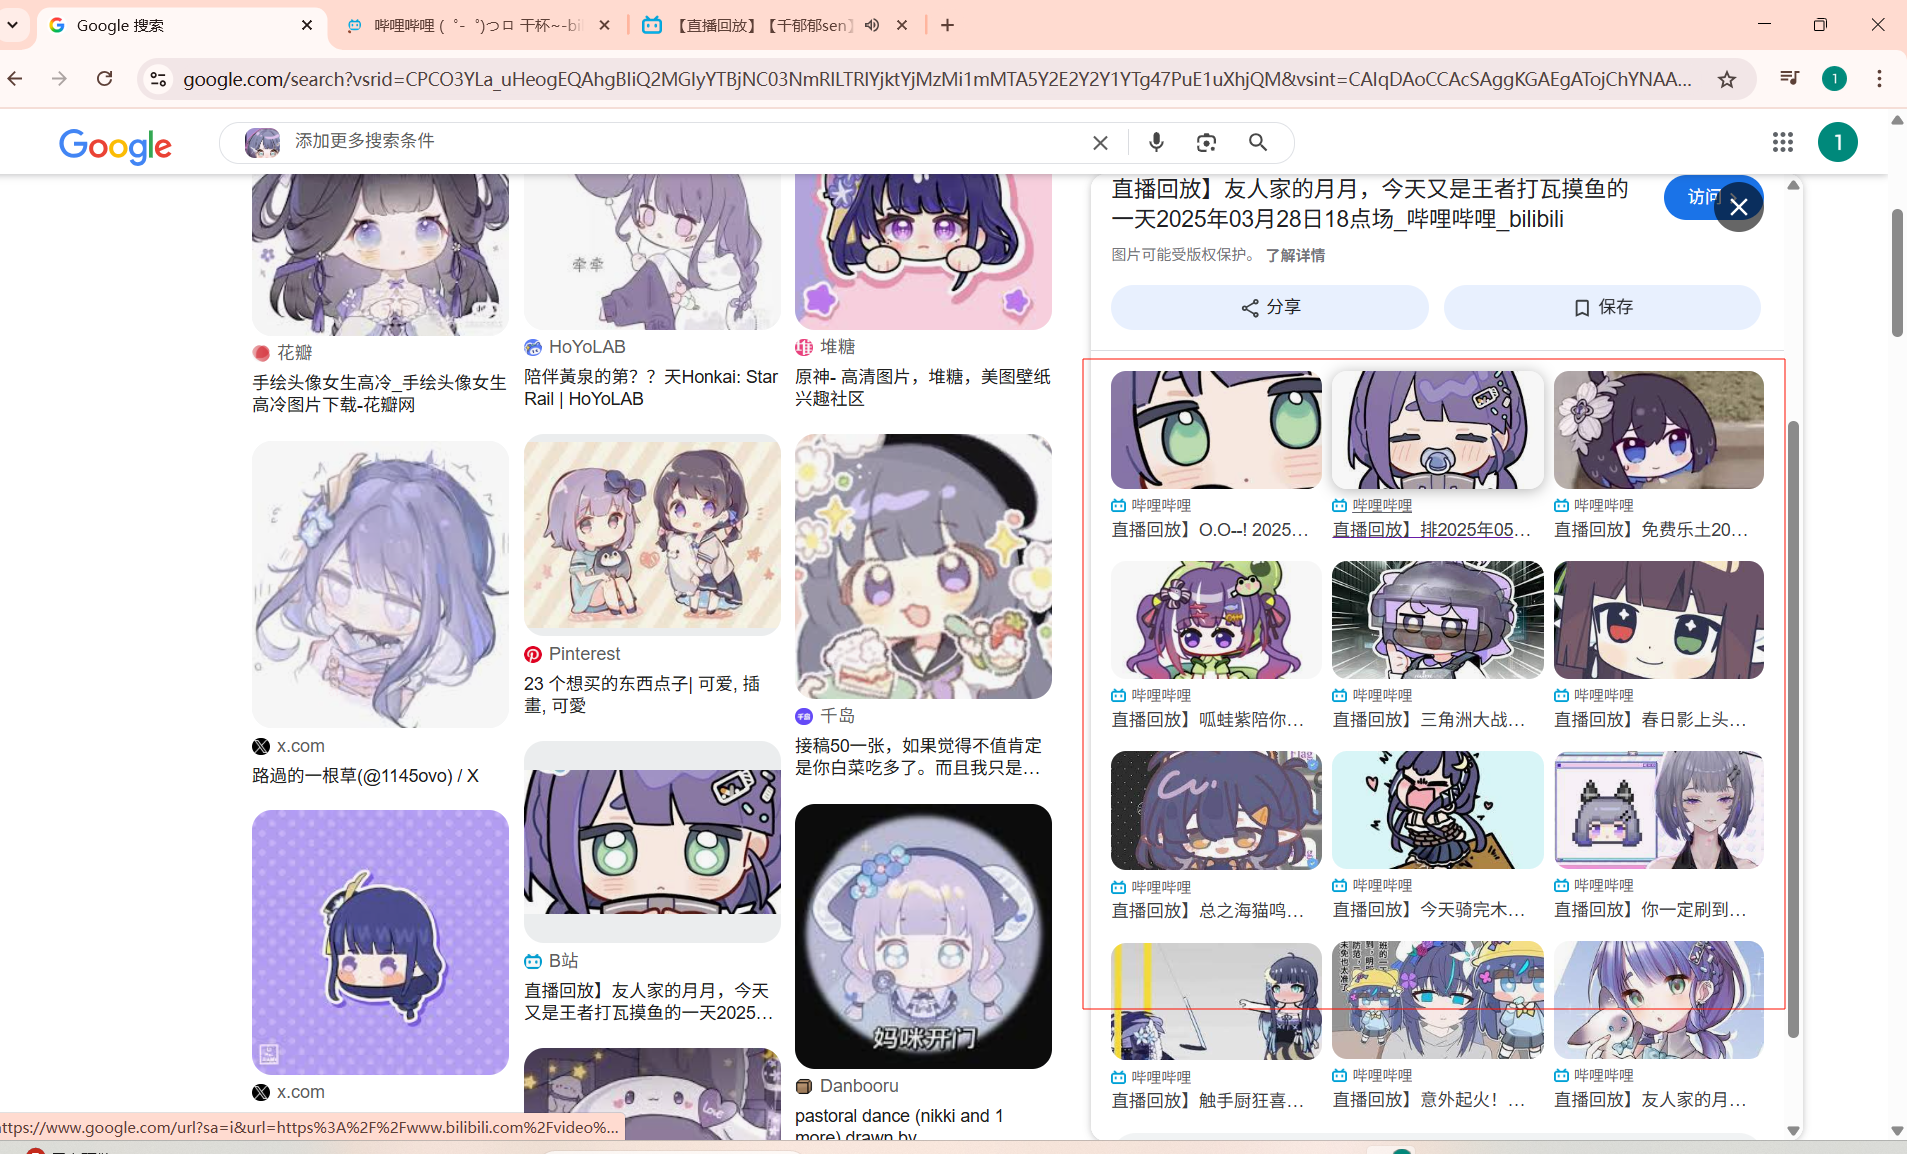 Google 搜索
哔哩哔哩 (゜-゜)つロ 干杯~-bi
【直播回放】【千郁郁sen】
google.com/search?vsrid=CPCO3YLa_uHeogEQAhgBIiQ2MGIyYTBjNC03NmRlLTRlYjktYjMzMi1mMTA5Y2E2Y2Y1YTg47PuE1uXhjQM&vsint=CAIqDAoCCAcSAggKGAEgATojChYNAA...
1
Google
添加更多搜索条件
1
花瓣
手绘头像女生高冷_手绘头像女生
高冷图片下载-花瓣网
x.com
路過的一根草(@1145ovo) / X
x.com
牵牵
HoYoLAB
陪伴黃泉的第？？天Honkai: Star
Rail | HoYoLAB
Pinterest
23 个想买的东西点子| 可爱, 插
畫, 可愛
B站
直播回放】友人家的月月，今天
又是王者打瓦摸鱼的一天2025...
Love
堆糖
原神- 高清图片，堆糖，美图壁纸
兴趣社区
千岛
接稿50一张，如果觉得不值肯定
是你白菜吃多了。而且我只是...
妈咪开门
Danbooru
pastoral dance (nikki and 1
more) drawn by
直播回放】友人家的月月，今天又是王者打瓦摸鱼的
一天2025年03月28日18点场_哔哩哔哩_bilibili
访问
图片可能受版权保护。 了解详情
分享
保存
哔哩哔哩
直播回放】O.O--! 2025...
哔哩哔哩
直播回放】排2025年05...
哔哩哔哩
直播回放】免费乐土20...
哔哩哔哩
直播回放】呱蛙紫陪你...
哔哩哔哩
直播回放】三角洲大战...
哔哩哔哩
直播回放】春日影上头...
Flag
flag
哔哩哔哩
直播回放】总之海猫鸣...
哔哩哔哩
直播回放】今天骑完木...
哔哩哔哩
直播回放】你一定刷到...
哔哩哔哩
直播回放】触手厨狂喜...
哔哩哔哩
直播回放】意外起火！...
哔哩哔哩
直播回放】友人家的月...
ttps://www.google.com/url?sa=i&url=https%3A%2F%2Fwww.bilibili.com%2Fvideo%...